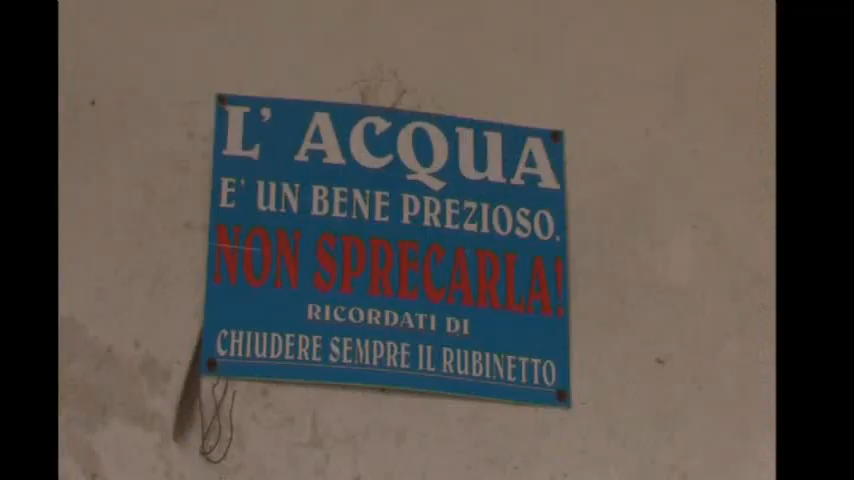 L' ACQUA
E' UN BENE PREZIOSO.
NON SPRECARLA!
RICORDATI DI
CHIUDERE SEMPRE IL RUBINETTO